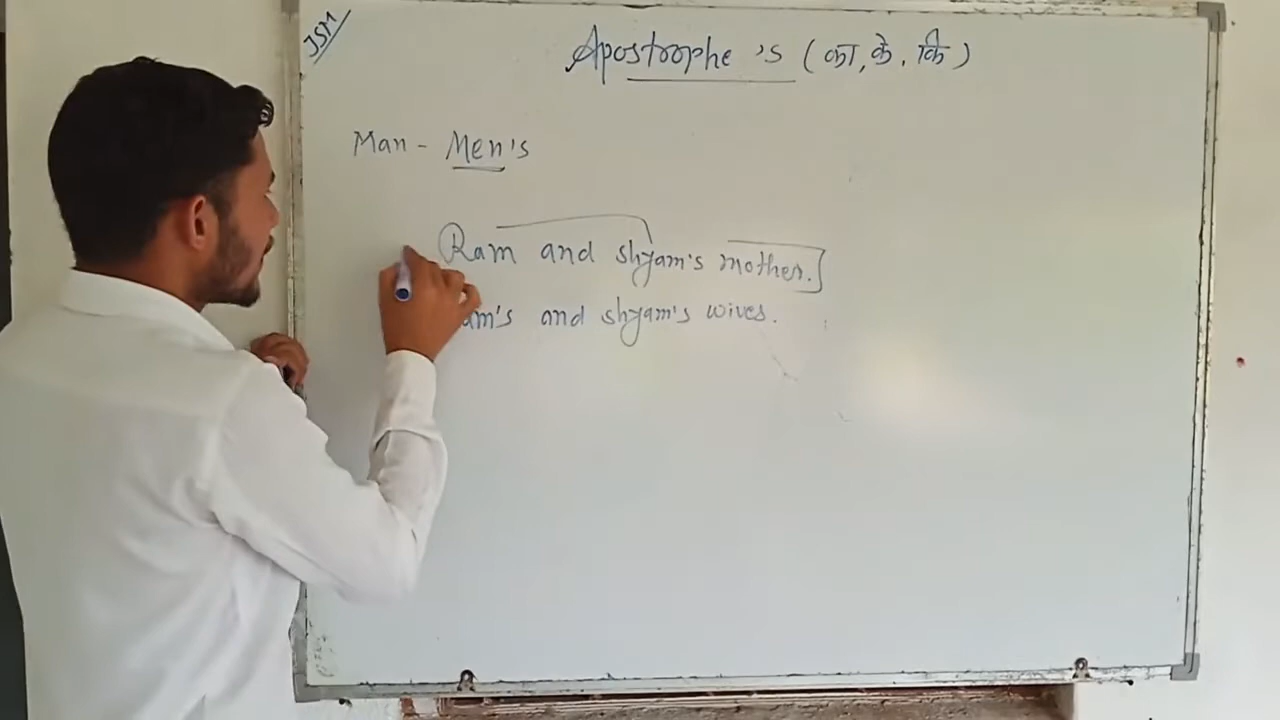 JSM
Apostrophe 's (का, के, कि)
Man - Men's
Ram and shyam's mother.
am's and shyam's wives.